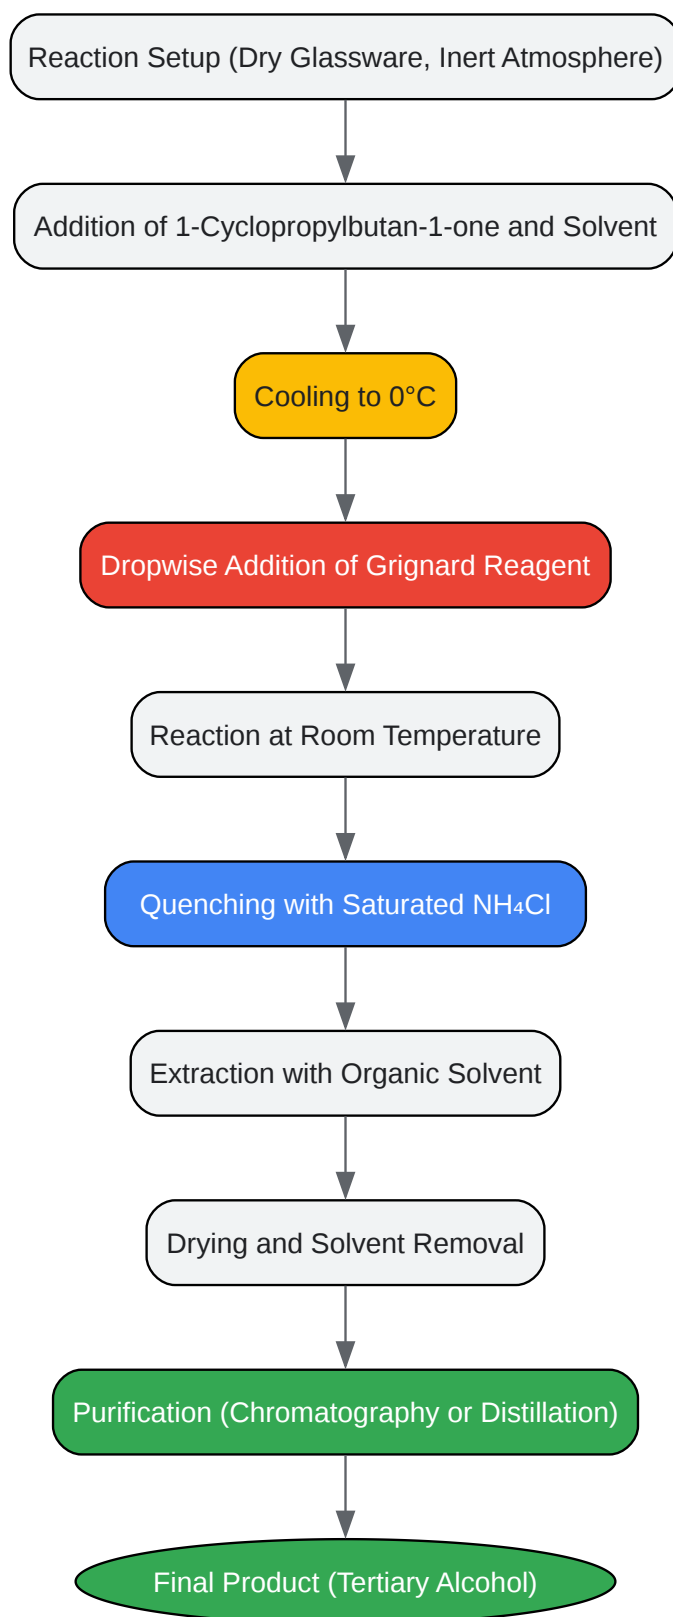 Reaction Setup (Dry Glassware, Inert Atmosphere)
Addition of 1-Cyclopropylbutan-1-one and Solvent
Cooling to 0°C
Dropwise Addition of Grignard Reagent
Reaction at Room Temperature
Quenching with Saturated NH₄Cl
Extraction with Organic Solvent
Drying and Solvent Removal
Purification (Chromatography or Distillation)
Final Product (Tertiary Alcohol)